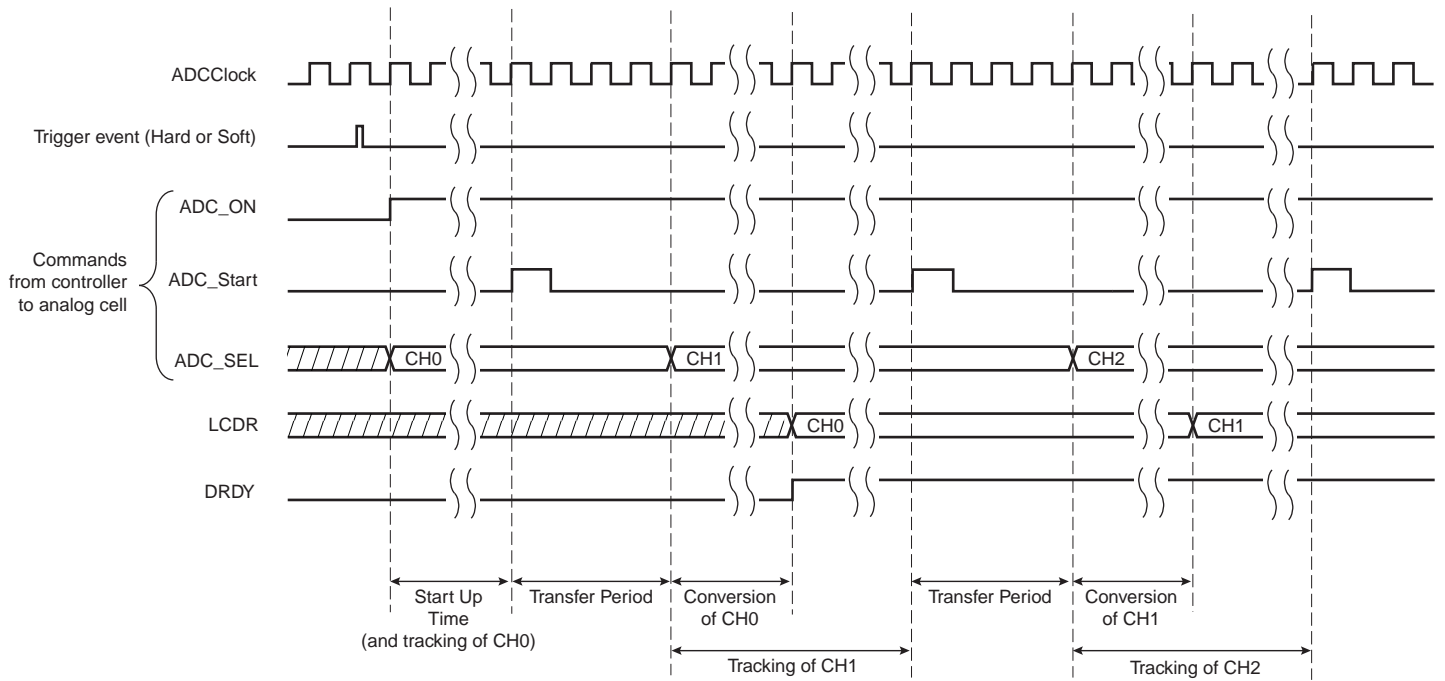 ADCClock
Trigger event (Hard or Soft)
ADC_ON
Commands
from controller
to analog cell
ADC_Start
ADC_SEL
CH0
CH1
CH2
LCDR
CH0
CH1
DRDY
Start Up
Time
(and tracking of CH0)
Transfer Period
Conversion
of CH0
Transfer Period
Conversion
of CH1
Tracking of CH1
Tracking of CH2